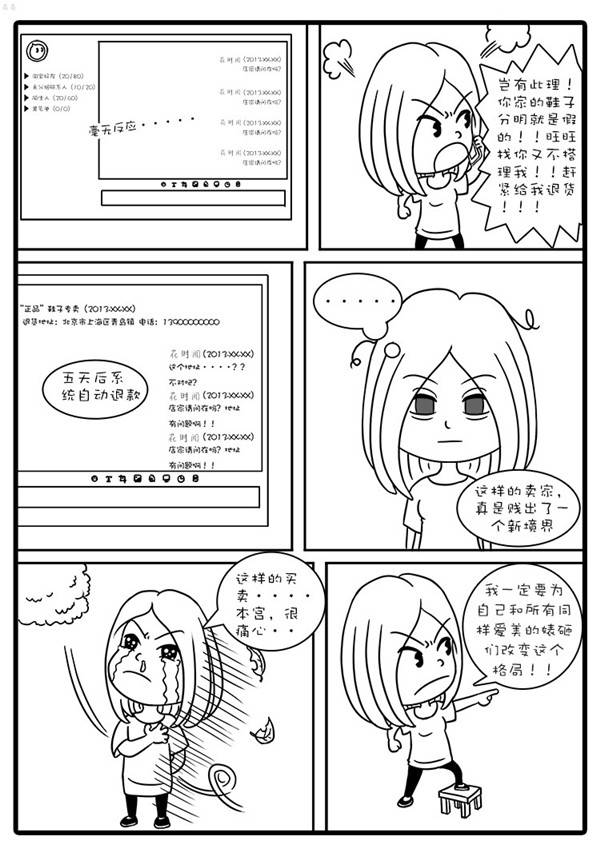 淘宝好友（20/80）
未分组联系人（10/20）
陌生人（20/60）
黑名单（0/0）
花时间（2013-XX-XX）
店家请问在吗？
花时间（2013-XX-XX）
店家请问在吗？
毫无反应·····
花时间（2013-XX-XX）
店家请问在吗？
花时间（2013-XX-XX）
店家请问在吗？
岂有此理！
你家的鞋子
分明就是假
的！！旺旺
找你又不搭
理我！！赶
紧给我退货
！！！
“正品”鞋子专卖（2013-XX-XX）
退货地址：北京市上海区青岛镇 电话：13900000000
花时间（2013-XX-XX）
这个地址····？？
不对吧？
花时间（2013-XX-XX）
店家请问在吗？地址
有问题啊！！
花时间（2013-XX-XX）
店家请问在吗？地址
有问题啊！！
五天后系
统自动退款
·····
这样的卖家，
真是贱出了一
个新境界
这样的买
卖····
本宫，很
痛心··
我一定要为
自己和所有同
样爱美的婊砸
们改变这个
格局！！